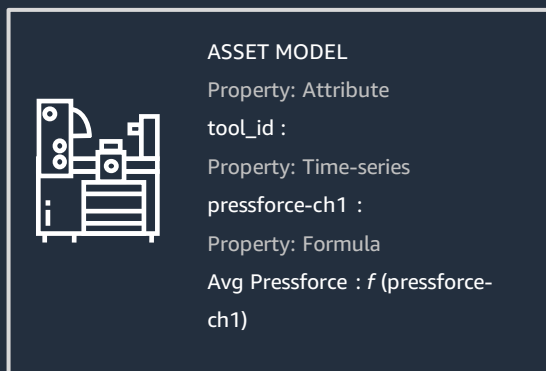 ASSET MODEL
Property: Attribute
tool_id :
Property: Time-series
pressforce-ch1 :
Property: Formula
Avg Pressforce : f (pressforce-
ch1)